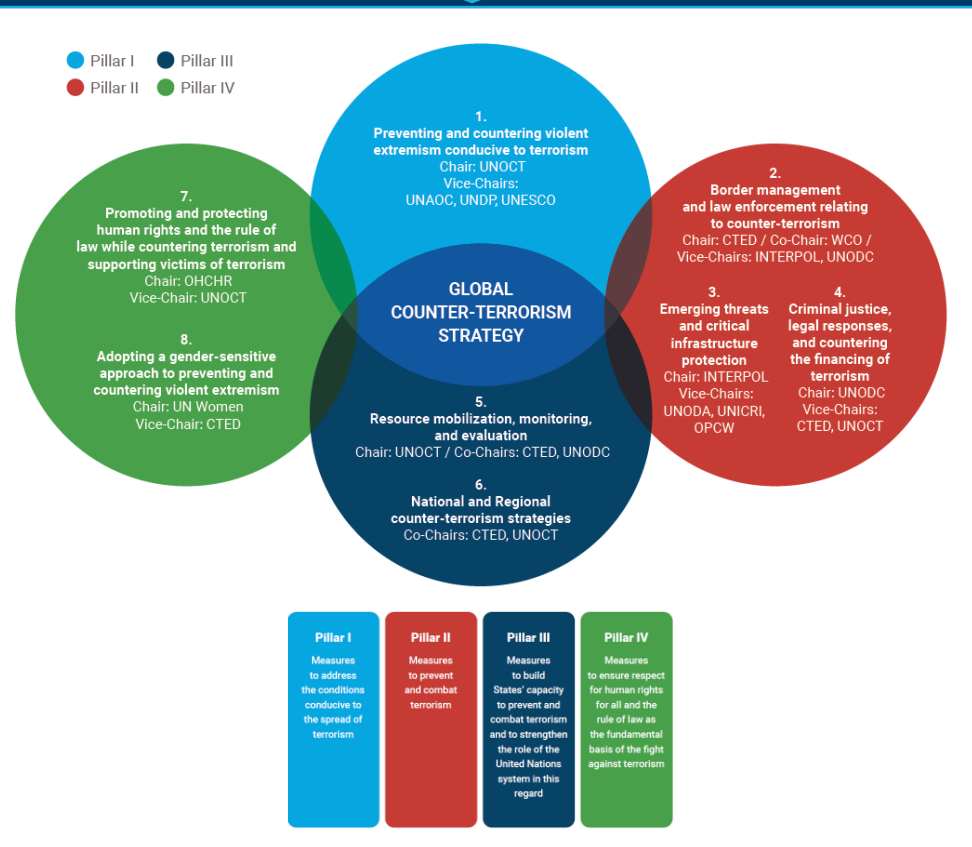 Pillar I
Pillar III
Pillar II
Pillar IV
1.
Preventing and countering violent
extremism conducive to terrorism
Chair: UNOCT
Vice-Chairs:
UNAOC, UNDP, UNESCO
2.
Border management
and law enforcement relating
to counter-terrorism
Chair: CTED / Co-Chair: WCO /
Vice-Chairs: INTERPOL, UNODC
3.
Emerging threats
and critical
infrastructure
protection
Chair: INTERPOL
Vice-Chairs:
UNODA, UNICRI,
OPCW
4.
Criminal justice,
legal responses,
and countering
the financing of
terrorism
Chair: UNODC
Vice-Chairs:
CTED, UNOCT
GLOBAL
COUNTER-TERRORISM
STRATEGY
5.
Resource mobilization, monitoring,
and evaluation
Chair: UNOCT / Co-Chairs: CTED, UNODC
6.
National and Regional
counter-terrorism strategies
Co-Chairs: CTED, UNOCT
7.
Promoting and protecting
human rights and the rule of
law while countering terrorism and
supporting victims of terrorism
Chair: OHCHR
Vice-Chair: UNOCT
8.
Adopting a gender-sensitive
approach to preventing and
countering violent extremism
Chair: UN Women
Vice-Chair: CTED
Pillar I
Measures
to address
the conditions
conducive to
the spread of
terrorism
Pillar II
Measures
to prevent
and combat
terrorism
Pillar III
Measures
to build
States' capacity
to prevent and
combat terrorism
and to strengthen
the role of the
United Nations
system in this
regard
Pillar IV
Measures
to ensure respect
for human rights
for all and the
rule of law as
the fundamental
basis of the fight
against terrorism